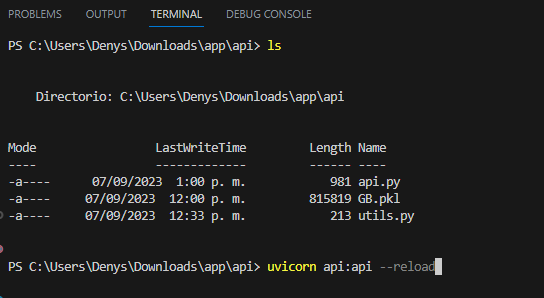 PROBLEMS OUTPUT TERMINAL DEBUG CONSOLE
PS C:\Users\Denys\Downloads\app\api> ls
Directorio: C:\Users\Denys\Downloads\app\api
Mode LastWriteTime Length Name
---- ------------- ------ ----
-a---- 07/09/2023 1:00 p. m. 981 api.py
-a---- 07/09/2023 12:00 p. m. 815819 GB.pkl
-a---- 07/09/2023 12:33 p. m. 213 utils.py
PS C:\Users\Denys\Downloads\app\api> uvicorn api:api --reload